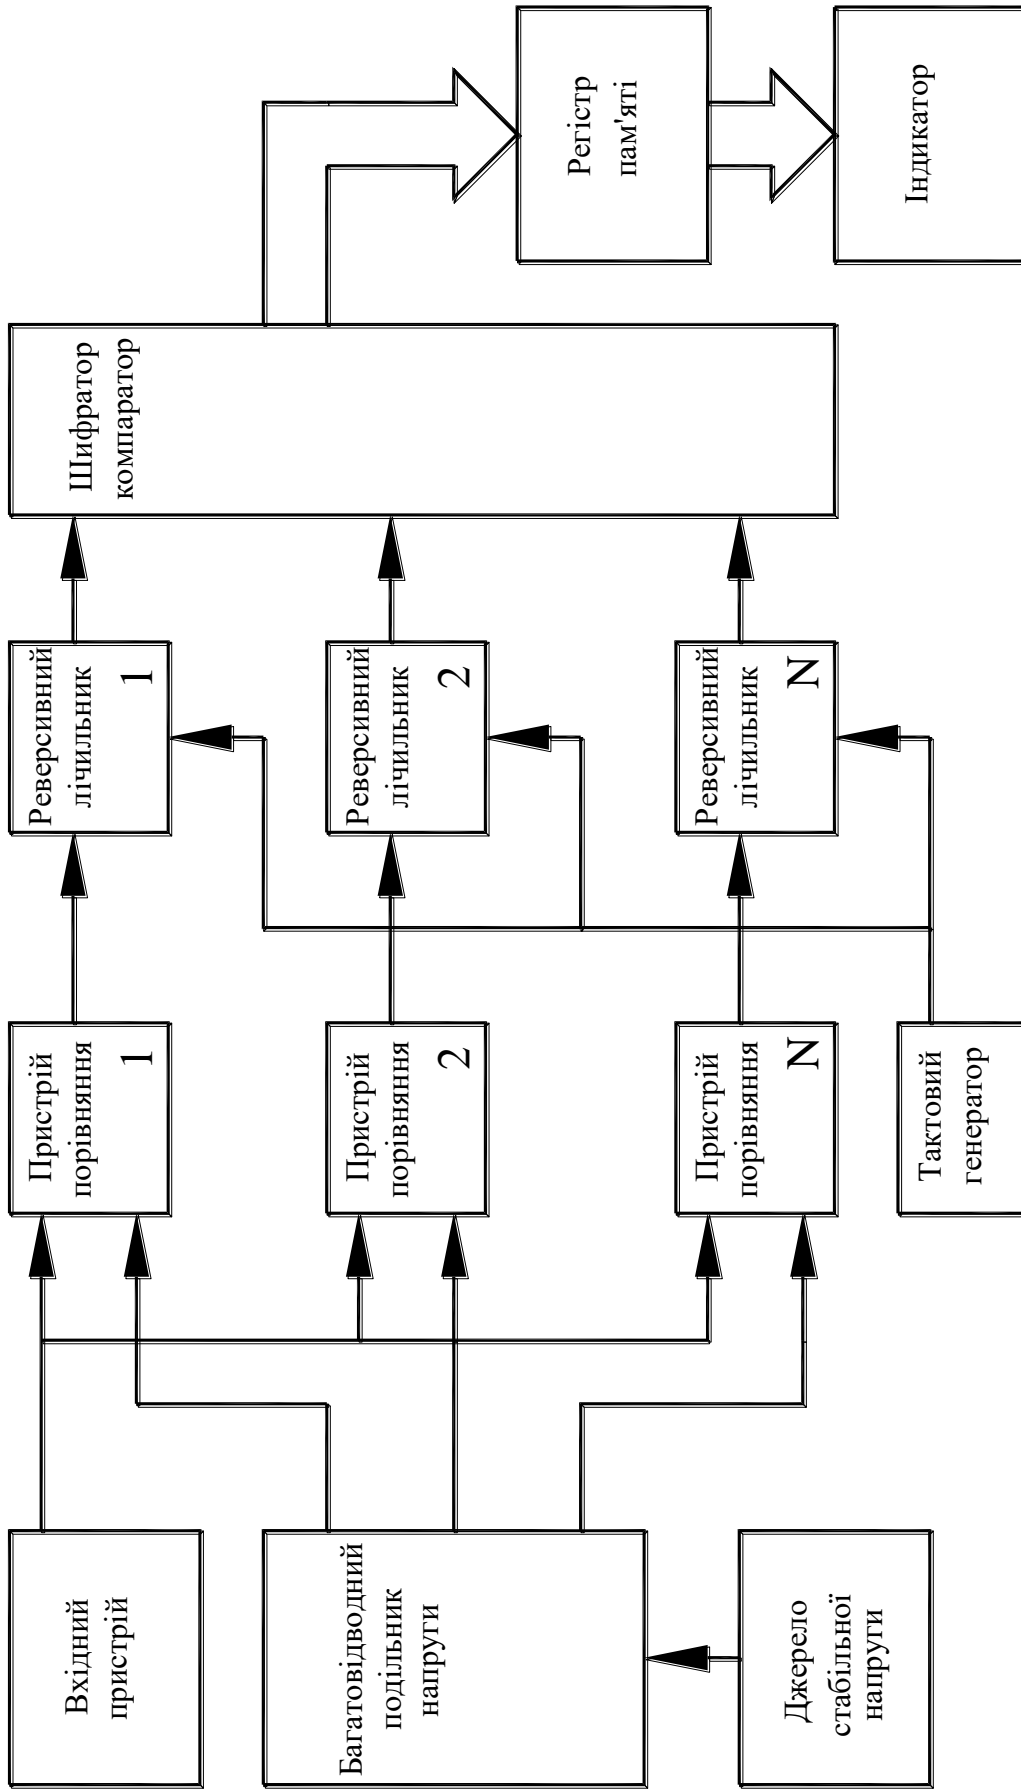 Вхідний
пристрій
Багатовідводний
подільник
напруги
Джерело
стабільної
напруги
Пристрій
порівняння
1
Пристрій
порівняння
2
Пристрій
порівняння
N
Тактовий
генератор
Реверсивний
лічильник
1
Реверсивний
лічильник
2
Реверсивний
лічильник
N
Шифратор
компаратор
Регістр
пам'яті
Індикатор